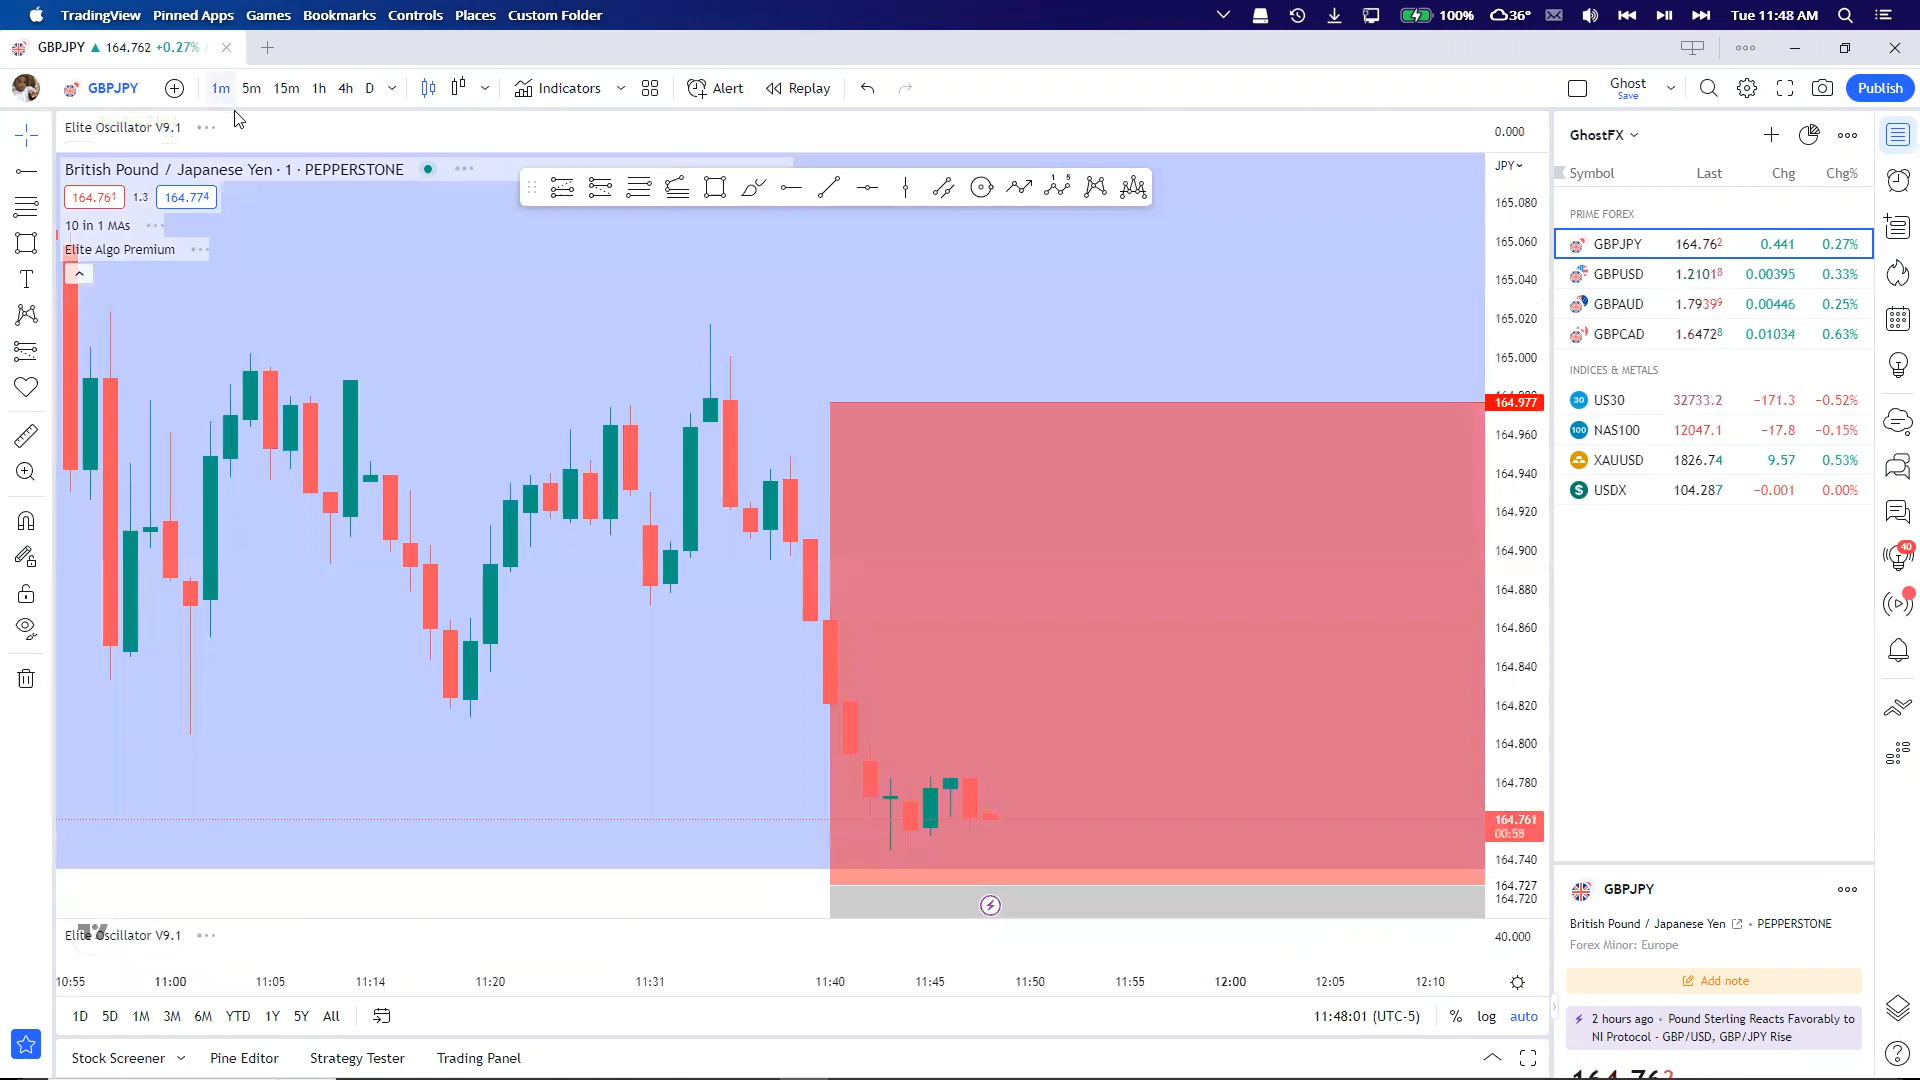 TradingView Pinned Apps Games Bookmarks Controls Places Custom Folder 100% 36° Tue 11:48 AM
GBPJPY ▲ 164.762 +0.27% /
GBPJPY 1m 5m 15m 1h 4h D Indicators Alert Replay Ghost Save Publish
Elite Oscillator V9.1
0.000
British Pound / Japanese Yen · 1 · PEPPERSTONE
JPY
164.761 1.3 164.774
10 in 1 MAs
Elite Algo Premium
165.080
165.060
165.040
165.020
165.000
164.977
164.960
164.940
164.920
164.900
164.880
164.860
164.840
164.820
164.800
164.780
164.761
00:59
164.740
164.727
164.720
Elite Oscillator V9.1
40.000
10:55 11:00 11:05 11:14 11:20 11:31 11:40 11:45 11:50 11:55 12:00 12:05 12:10
1D 5D 1M 3M 6M YTD 1Y 5Y All 11:48:01 (UTC-5) % log auto
Stock Screener Pine Editor Strategy Tester Trading Panel
GhostFX
Symbol Last Chg Chg%
PRIME FOREX
GBPJPY 164.762 0.441 0.27%
GBPUSD 1.21018 0.00395 0.33%
GBPAUD 1.79399 0.00446 0.25%
GBPCAD 1.64728 0.01034 0.63%
INDICES & METALS
30 US30 32733.2 −171.3 −0.52%
100 NAS100 12047.1 −17.8 −0.15%
XAUUSD 1826.74 9.57 0.53%
$ USDX 104.287 −0.001 0.00%
40
GBPJPY
British Pound / Japanese Yen • PEPPERSTONE
Forex Minor: Europe
Add note
2 hours ago • Pound Sterling Reacts Favorably to
NI Protocol - GBP/USD, GBP/JPY Rise
164.762